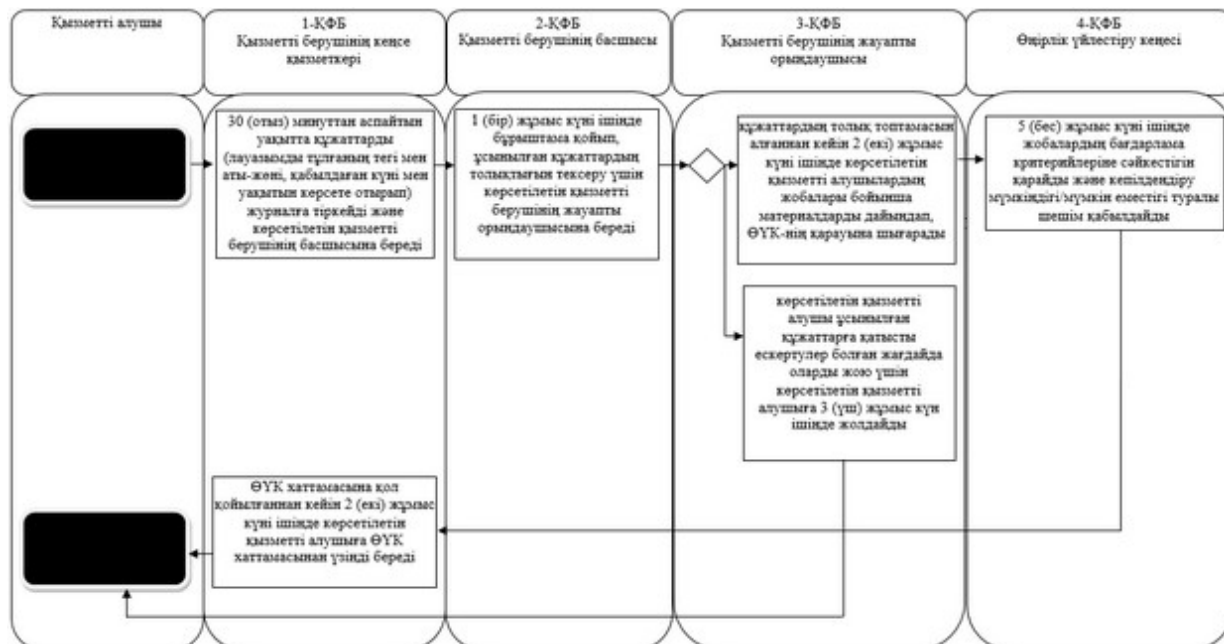 Қызметті алушы
1-ҚФБ
Қызметті берушінің кеңсе
қызметкері
2-ҚФБ
Қызметті берушінің басшысы
3-ҚФБ
Қызметті берушінің жауапты
орындаушысы
4-ҚФБ
Өңірлік үйлестіру кеңесі
30 (отыз) минуттан аспайтын
уақытта құжаттарды
(лауазымды тұлғаның тегі мен
аты-жөні, қабылдаған күні мен
уақытын көрсете отырып)
журналға тіркейді және
көрсетілетін қызметті
берушінің басшысына береді
1 (бір) жұмыс күні ішінде
бұрыштама қойып,
ұсынылған құжаттардың
толықтығын тексеру үшін
көрсетілетін қызметті
берушінің жауапты
орындаушысына береді
құжаттардың толық топтамасын
алғаннан кейін 2 (екі) жұмыс
күні ішінде көрсетілетін
қызметті алушылардың
жобалары бойынша
материалдарды дайындап,
ӨҮК-нің қарауына шығарады
5 (бес) жұмыс күні ішінде
жобалардың бағдарлама
критерийлеріне сәйкестігін
қарайды және кепілдендіру
мүмкіндігі/мүмкін еместігі туралы
шешім қабылдайды
көрсетілетін қызметті
алушы ұсынылған
құжаттарға қатысты
ескертулер болған жағдайда
оларды жою үшін
көрсетілетін қызметті
алушыға 3 (үш) жұмыс күн
ішінде жолдайды
ӨҮК хаттамасына қол
қойылғаннан кейін 2 (екі) жұмыс
күні ішінде көрсетілетін
қызметті алушыға ӨҮК
хаттамасынан үзінді береді